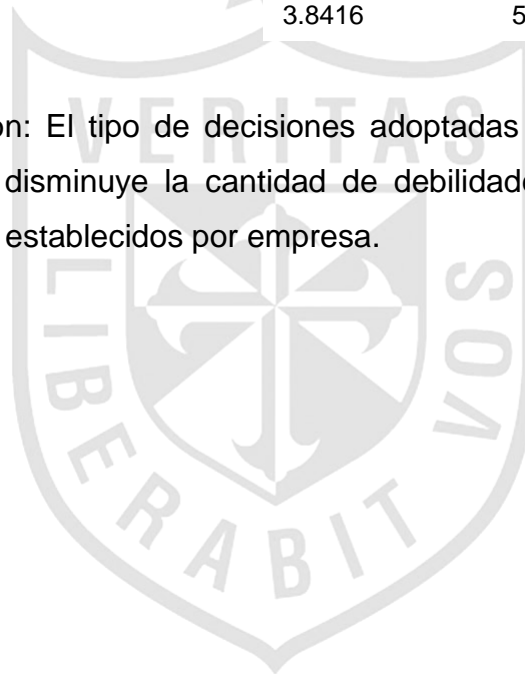 3.8416 5
on: El tipo de decisiones adoptadas
disminuye la cantidad de debilidade
establecidos por empresa.
VERITAS
LIBERABIT VOS